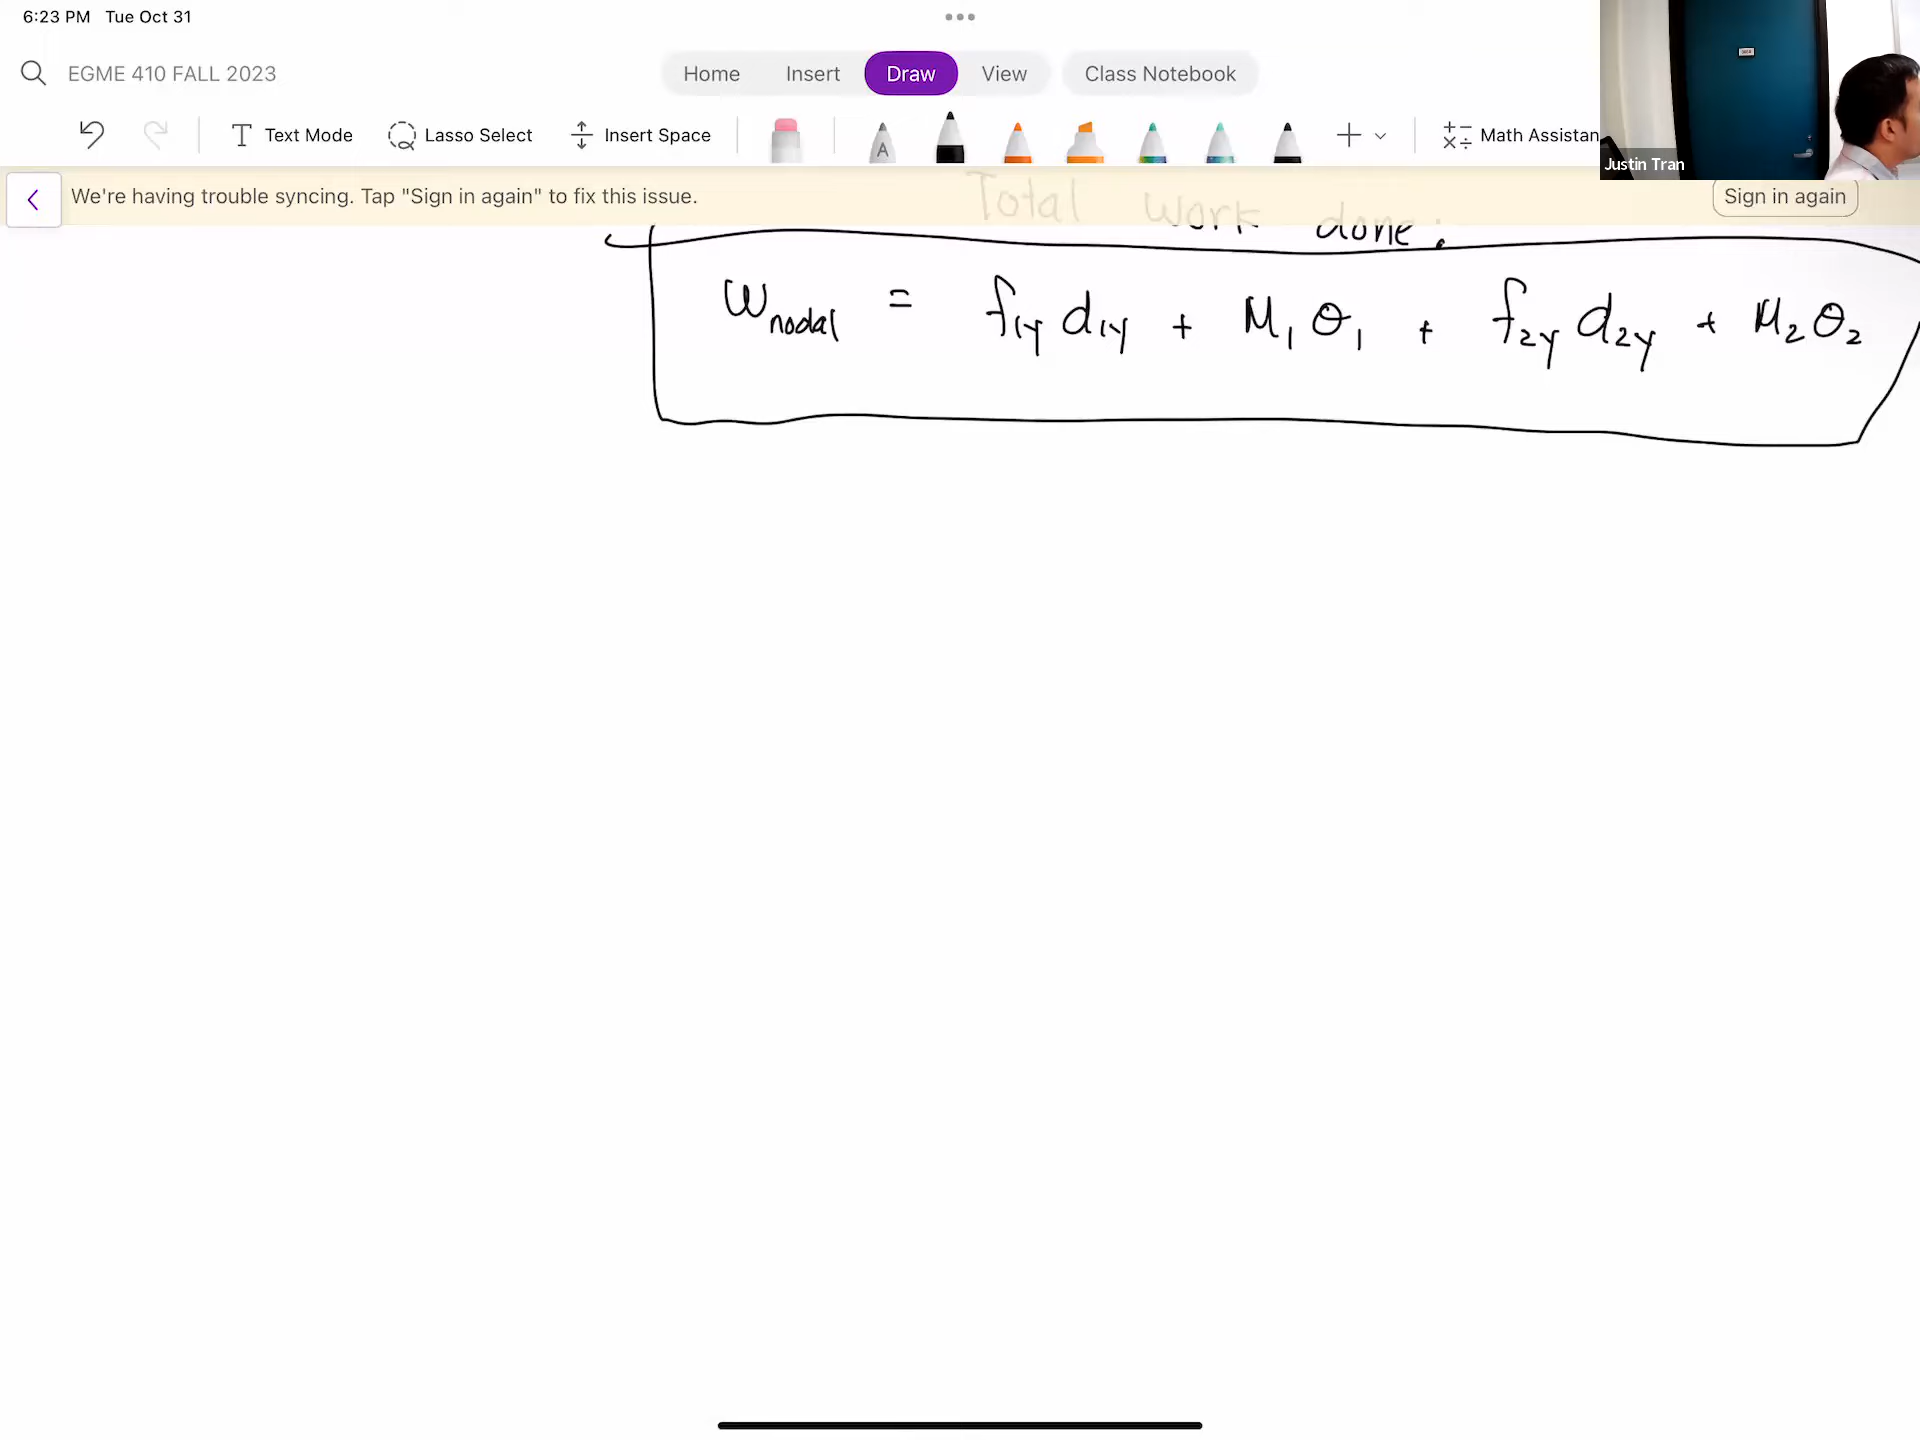 6:23 PM Tue Oct 31
EGME 410 FALL 2023
Home Insert Draw View Class Notebook
Text Mode Lasso Select Insert Space A Math Assistan
Justin Tran
We're having trouble syncing. Tap "Sign in again" to fix this issue. Sign in again
Total work done:
W_nodal = f_1y d_1y + M_1 θ_1 + f_2y d_2y + M_2 θ_2